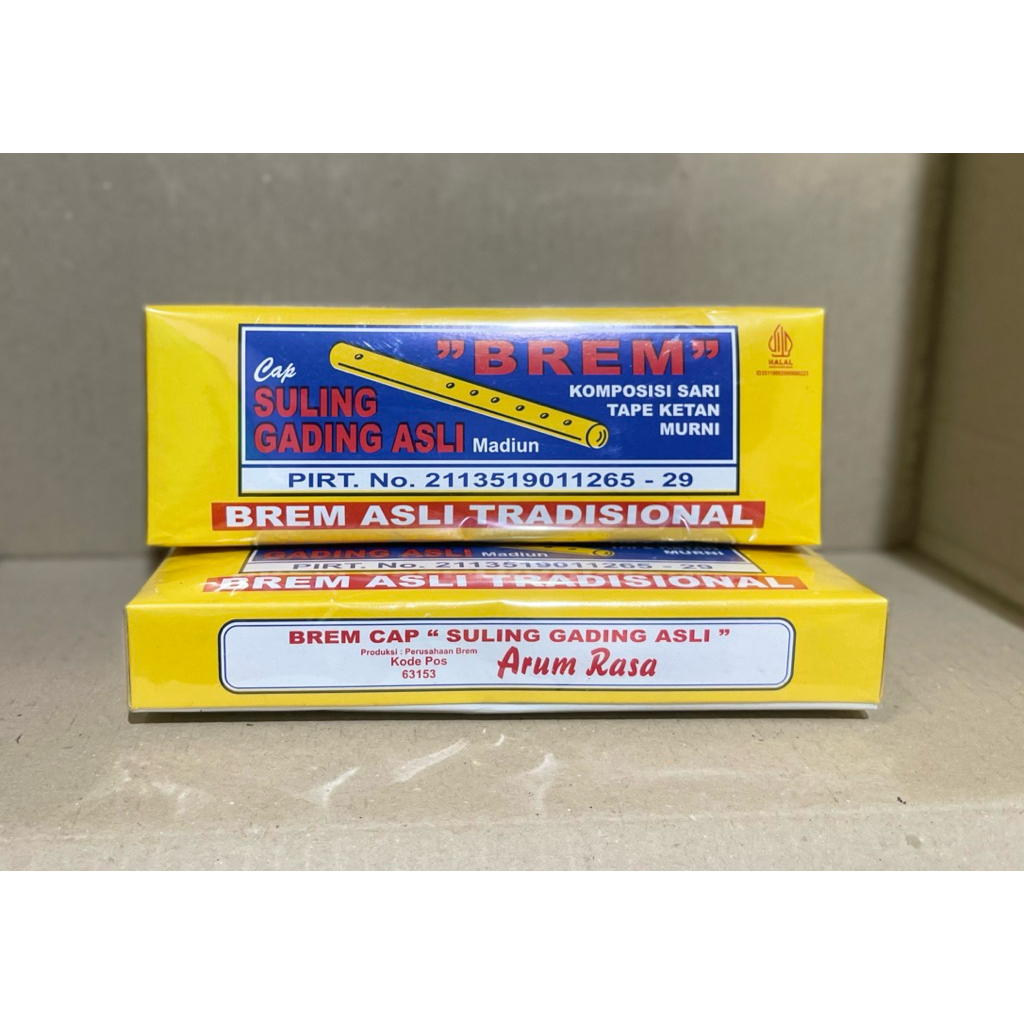 "BREM"
Cap
SULING
GADING ASLI Madiun
KOMPOSISI SARI
TAPE KETAN
MURNI
HALAL
PIRT. No. 2113519011265 - 29
BREM ASLI TRADISIONAL
GADING ASLI Madiun MURNI
PIRT. No. 2113519011265 - 29
BREM ASLI TRADISIONAL
BREM CAP " SULING GADING ASLI "
Produksi : Perusahaan Brem
Kode Pos
63153
Arum Rasa